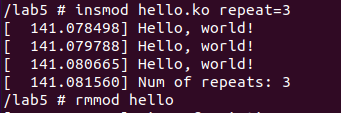 /lab5 # insmod hello.ko repeat=3
[  141.078498] Hello, world!
[  141.079788] Hello, world!
[  141.080665] Hello, world!
[  141.081560] Num of repeats: 3
/lab5 # rmmod hello